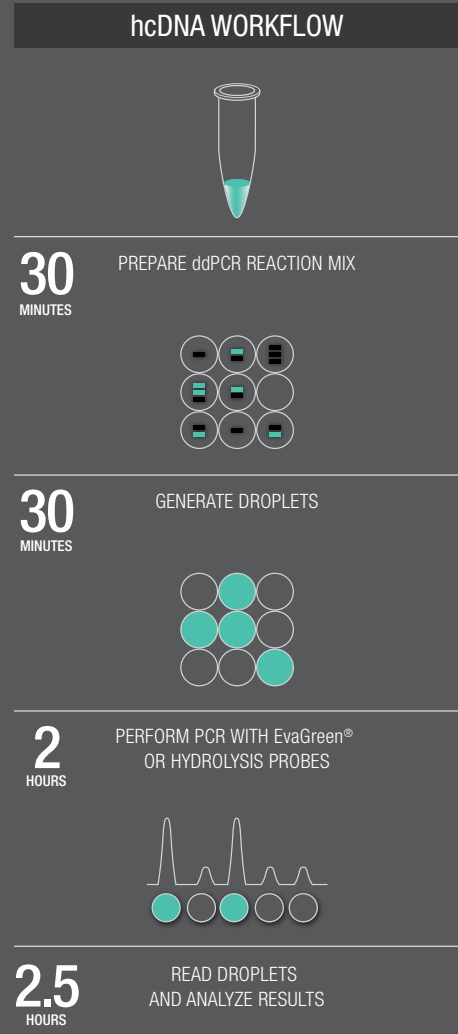 hcDNA WORKFLOW
30
MINUTES
PREPARE ddPCR REACTION MIX
30
MINUTES
GENERATE DROPLETS
2
HOURS
PERFORM PCR WITH EvaGreen®
OR HYDROLYSIS PROBES
2.5
HOURS
READ DROPLETS
AND ANALYZE RESULTS